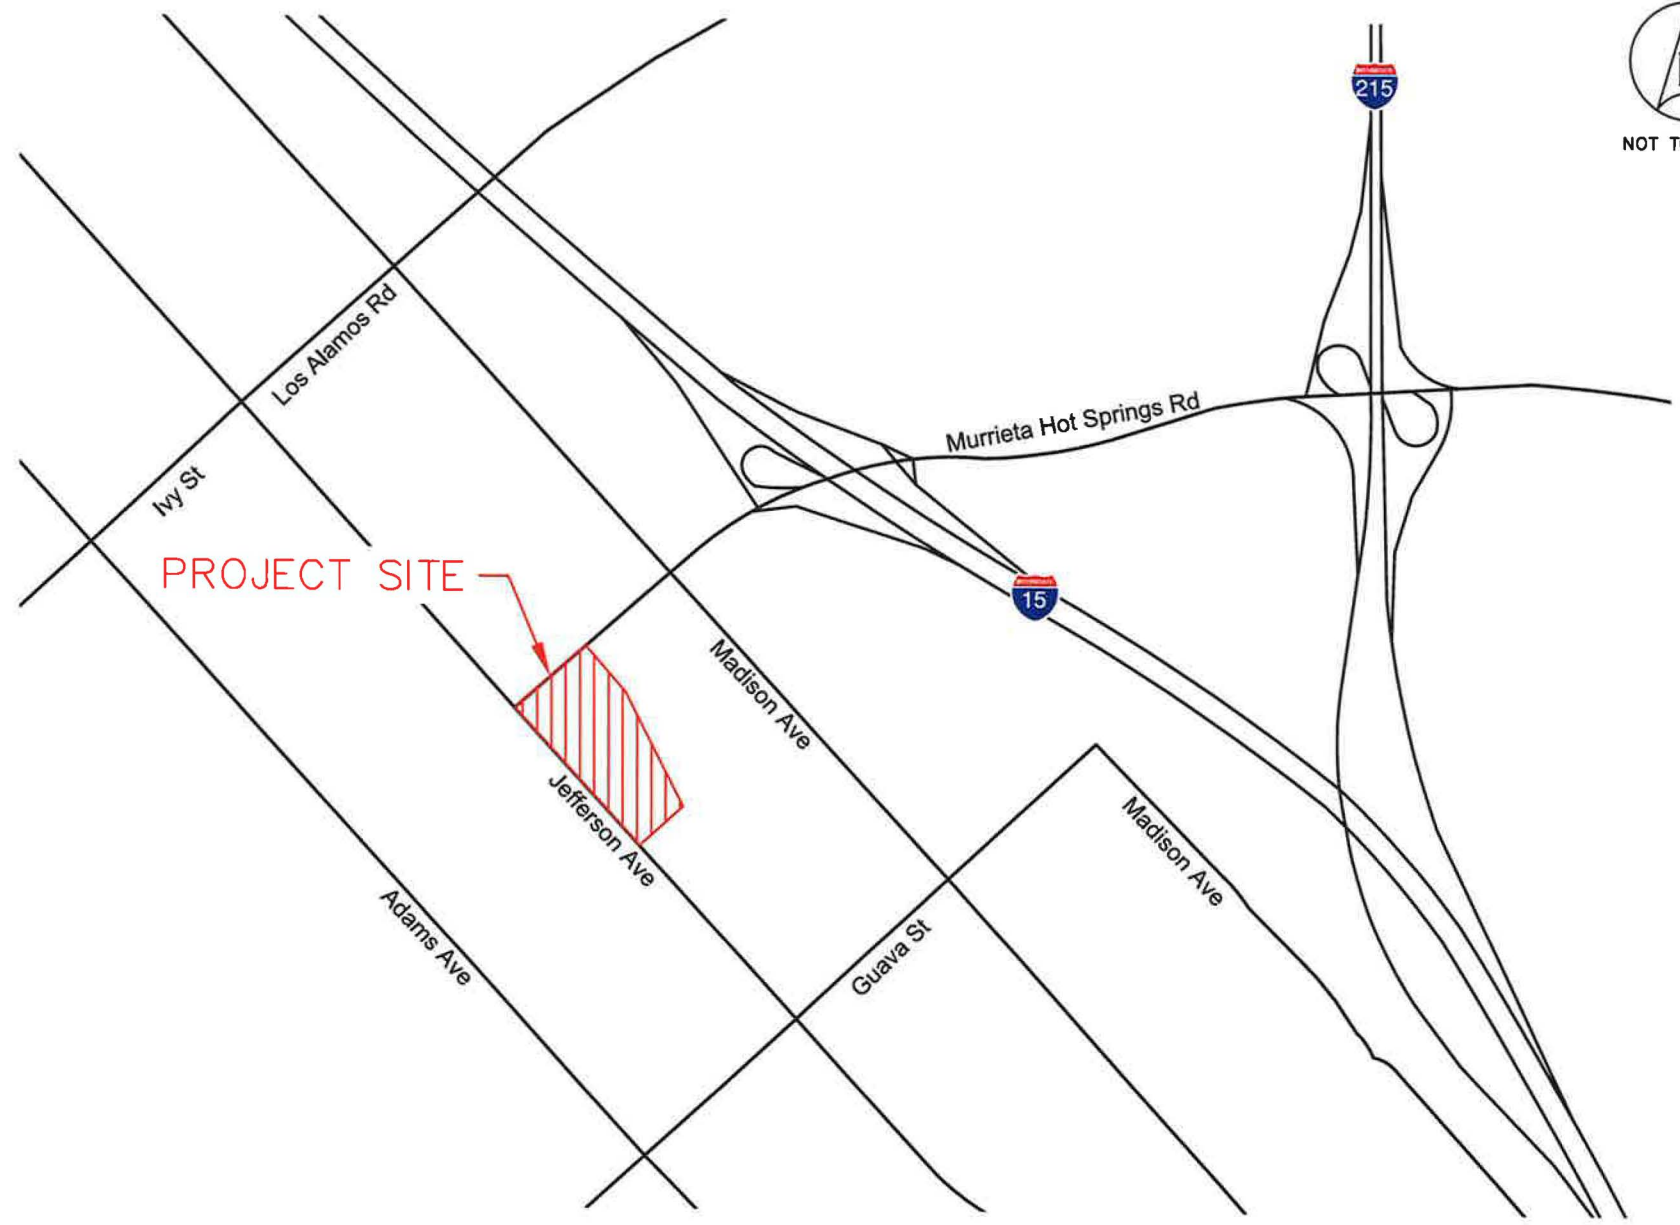 215
NOT
Los Alamos Rd
Murrieta Hot Springs Rd
Ivy St
PROJECT SITE
15
Madison Ave
Jefferson Ave
Madison Ave
Adams Ave
Guava St